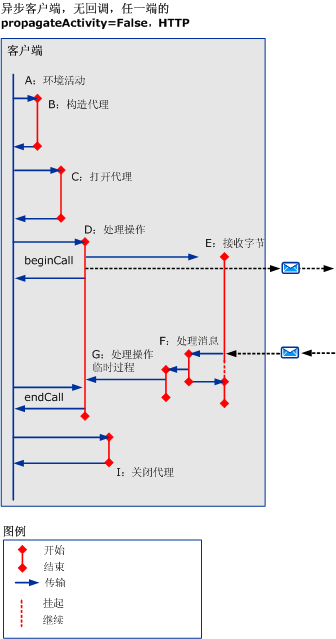 异步客户端，无回调，任一端的
propagateActivity=False，HTTP
客户端
A：环境活动
B：构造代理
C：打开代理
D：处理操作
E：接收字节
beginCall
F：处理消息
G：处理操作
临时过程
endCall
I：关闭代理
图例
开始
结束
传输
挂起
继续